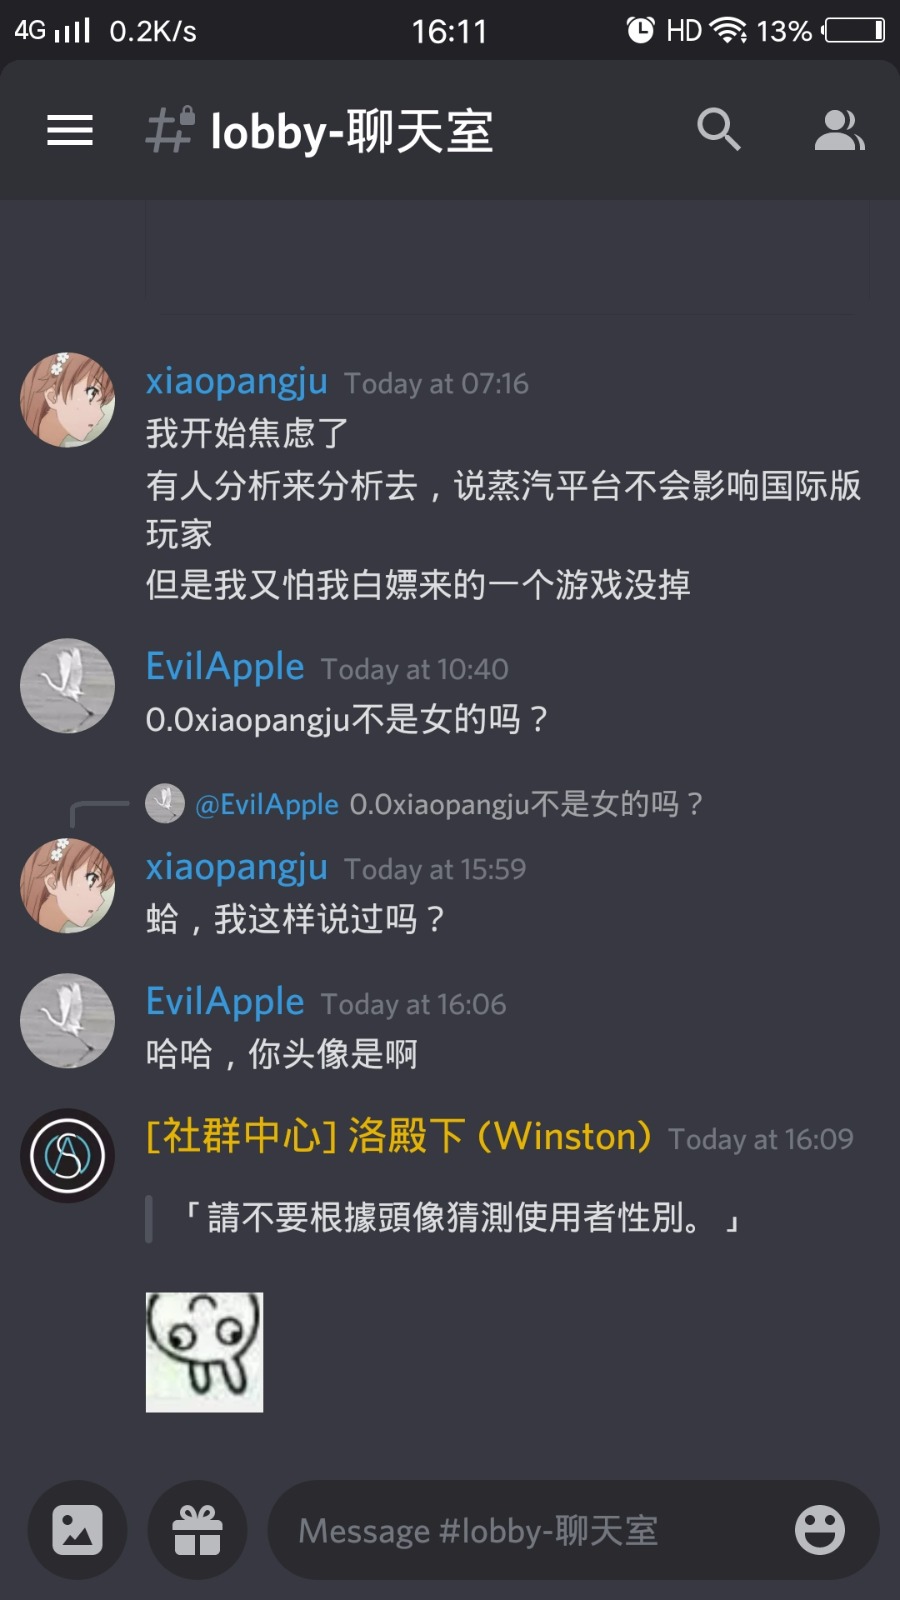 4G 0.2K/s 16:11 HD 13%
lobby-聊天室
xiaopangju Today at 07:16
我开始焦虑了
有人分析来分析去，说蒸汽平台不会影响国际版
玩家
但是我又怕我白嫖来的一个游戏没掉
EvilApple Today at 10:40
0.0xiaopangju不是女的吗？
@EvilApple 0.0xiaopangju不是女的吗？
xiaopangju Today at 15:59
蛤，我这样说过吗？
EvilApple Today at 16:06
哈哈，你头像是啊
[社群中心] 洛殿下 (Winston) Today at 16:09
「請不要根據頭像猜測使用者性別。」
Message #lobby-聊天室